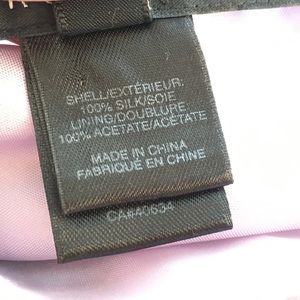 SHELL/EXTÉRIEUR:
100% SILK/SOIE
LINING/DOUBLURE
100% ACETATE/ACÉTATE
MADE IN CHINA
FABRIQUÉ EN CHINE
CA#40634